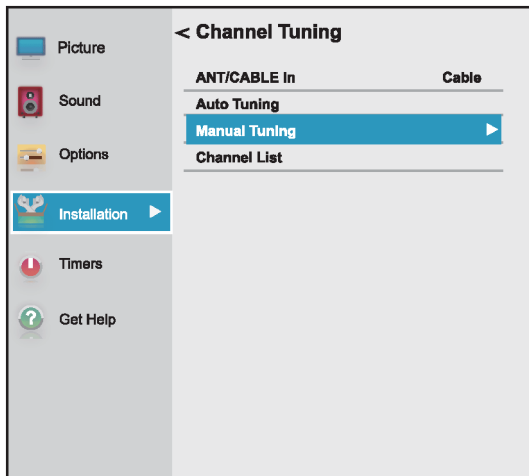 Picture
Sound
Options
Installation
Timers
Get Help
< Channel Tuning
ANT/CABLE In Cable
Auto Tuning
Manual Tuning
Channel List